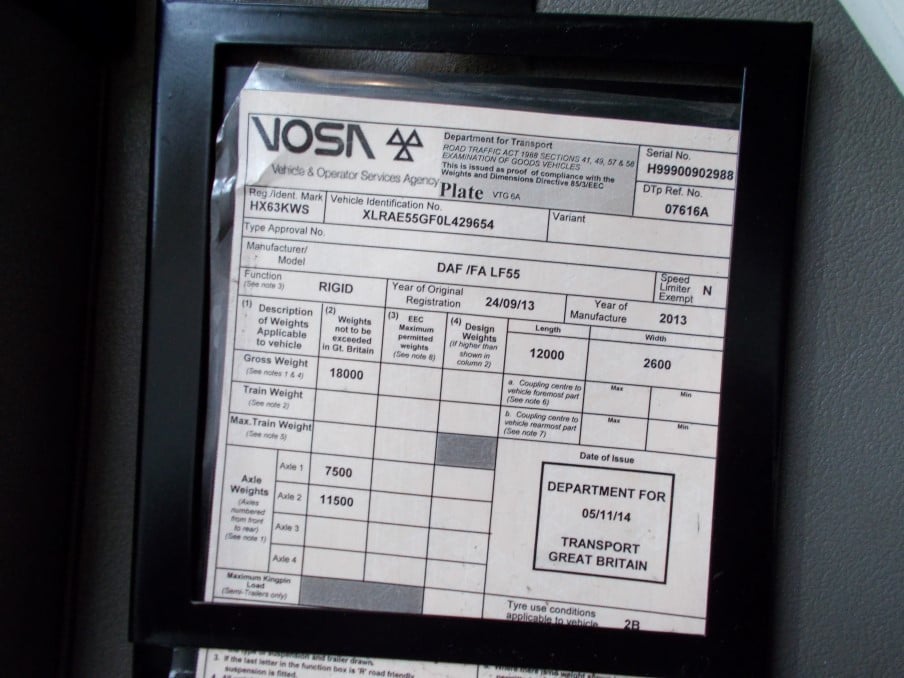 VOSA
Vehicle & Operator Services Agency
Department for Transport
ROAD TRAFFIC ACT 1988 SECTIONS 41, 49, 57 & 58
EXAMINATION OF GOODS VEHICLES
This is issued as proof of compliance with the
Weights and Dimensions Directive 85/3/EEC
Plate VTG 6A
Serial No.
H99900902988
DTp Ref. No.
07616A
Reg./Ident. Mark
HX63KWS
Vehicle Identification No.
XLRAE55GF0L429654
Variant
Type Approval No.
Manufacturer/
Model
DAF /FA LF55
Speed
Limiter
Exempt
N
Function
(See note 3)
RIGID
Year of Original
Registration
24/09/13
Year of
Manufacture
2013
(1) Description
of Weights
Applicable
to vehicle
(2) Weights
not to be
exceeded
in Gt. Britain
(3) EEC
Maximum
permitted
weights
(See note 8)
(4) Design
Weights
(if higher than
shown in
column 2)
Length
12000
Width
2600
Gross Weight
(See notes 1 & 4)
18000
a. Coupling centre to
vehicle foremost part
(See note 6)
Max
Min
Train Weight
(See note 2)
b. Coupling centre to
vehicle rearmost part
(See note 7)
Max
Min
Max.Train Weight
(See note 5)
Axle
Weights
(Axles
numbered
from front
to rear)
(See note 1)
Axle 1
7500
Axle 2
11500
Axle 3
Axle 4
Date of Issue
DEPARTMENT FOR
05/11/14
TRANSPORT
GREAT BRITAIN
Maximum Kingpin
Load
(Semi-Trailers only)
Tyre use conditions
applicable to vehicle
2B
suspension and trailer drawn.
3. If the last letter in the function box is 'R' road friendly
suspension is fitted.